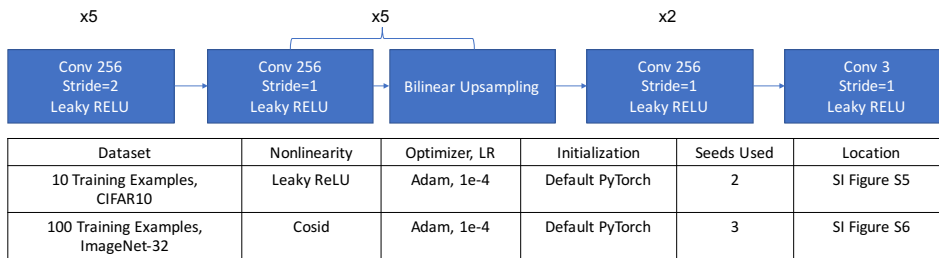 x5
x5
x2
Conv 256
Stride=2
Leaky RELU
Conv 256
Stride=1
Leaky RELU
Bilinear Upsampling
Conv 256
Stride=1
Leaky RELU
Conv 3
Stride=1
Leaky RELU
Dataset
Nonlinearity
Optimizer, LR
Initialization
Seeds Used
Location
10 Training Examples,
CIFAR10
Leaky ReLU
Adam, 1e-4
Default PyTorch
2
SI Figure S5
100 Training Examples,
ImageNet-32
Cosid
Adam, 1e-4
Default PyTorch
3
SI Figure S6